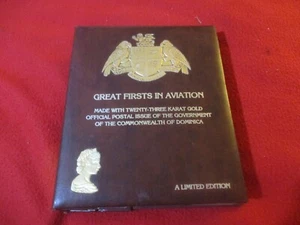 GREAT FIRSTS IN AVIATION
MADE WITH TWENTY-THREE KARAT GOLD
OFFICIAL POSTAL ISSUE OF THE GOVERNMENT
OF THE COMMONWEALTH OF DOMINICA
A LIMITED EDITION